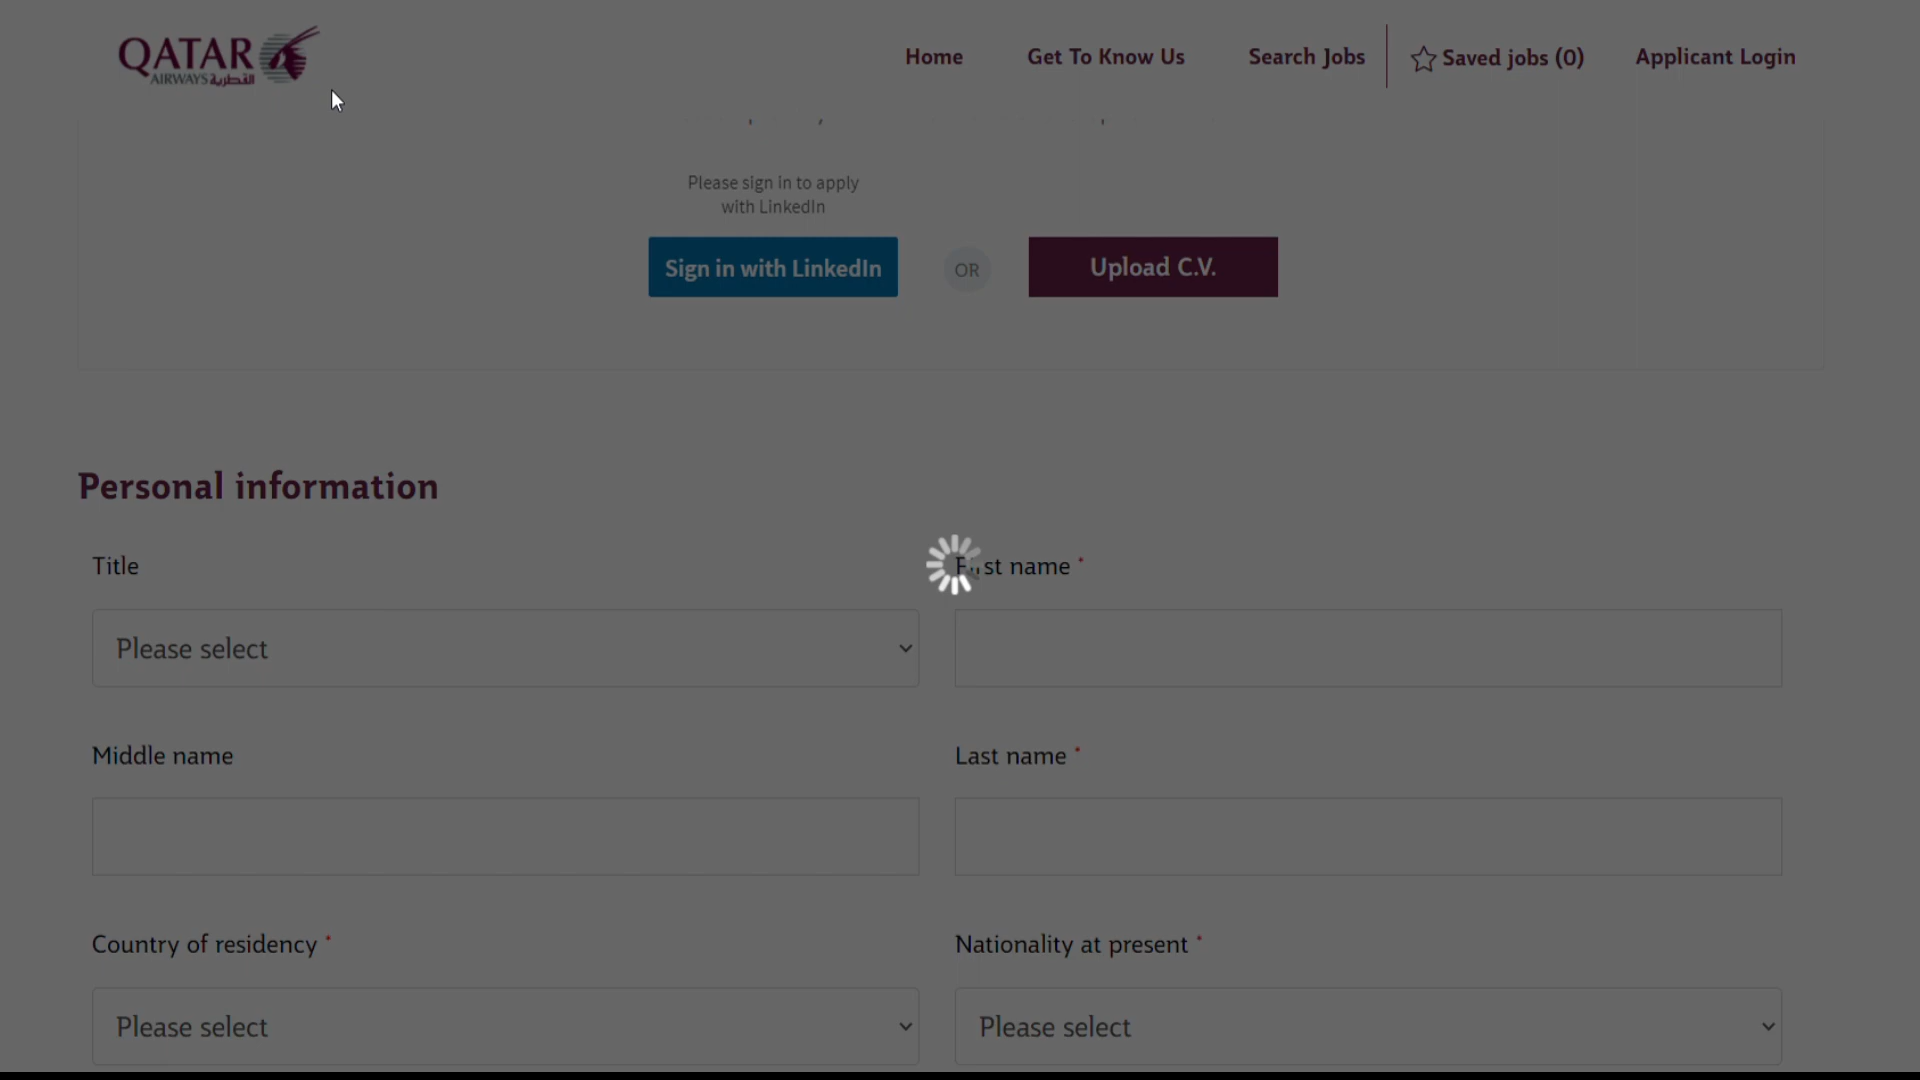 QATAR
AIRWAYS القطرية
Home
Get To Know Us
Search Jobs
Saved jobs (0)
Applicant Login
Please sign in to apply
with LinkedIn
Sign in with LinkedIn
OR
Upload C.V.
Personal information
Title
First name *
Please select
Middle name
Last name *
Country of residency *
Nationality at present *
Please select
Please select